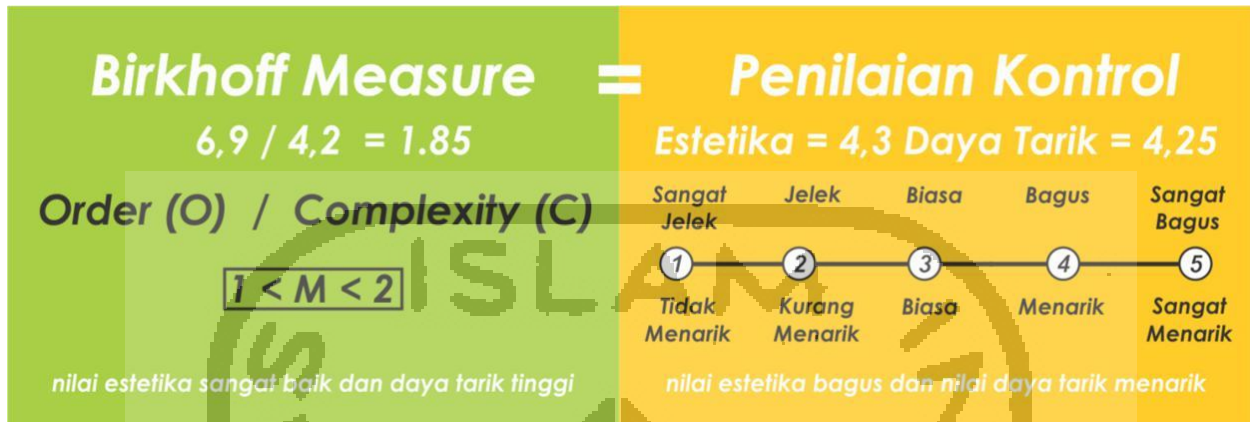 Birkhoff Measure = Penilaian Kontrol
6,9 / 4,2 = 1.85
Estetika = 4,3 Daya Tarik = 4,25
Order (O) / Complexity (C)
1 < M < 2
nilai estetika sangat baik dan daya tarik tinggi
Sangat Jelek Biasa Bagus Sangat
Jelek Bagus
1 2 3 4 5
Tidak Kurang Biasa Menarik Sangat
Menarik Menarik Menarik
nilai estetika bagus dan nilai daya tarik menarik
ISLAM